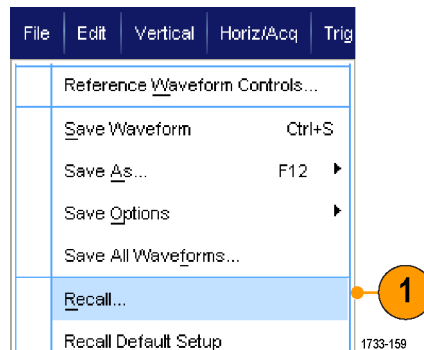 File Edit Vertical Horiz/Acq Trig
Reference Waveform Controls...
Save Waveform Ctrl+S
Save As... F12
Save Options
Save All Waveforms...
Recall... 1
Recall Default Setup 1733-159